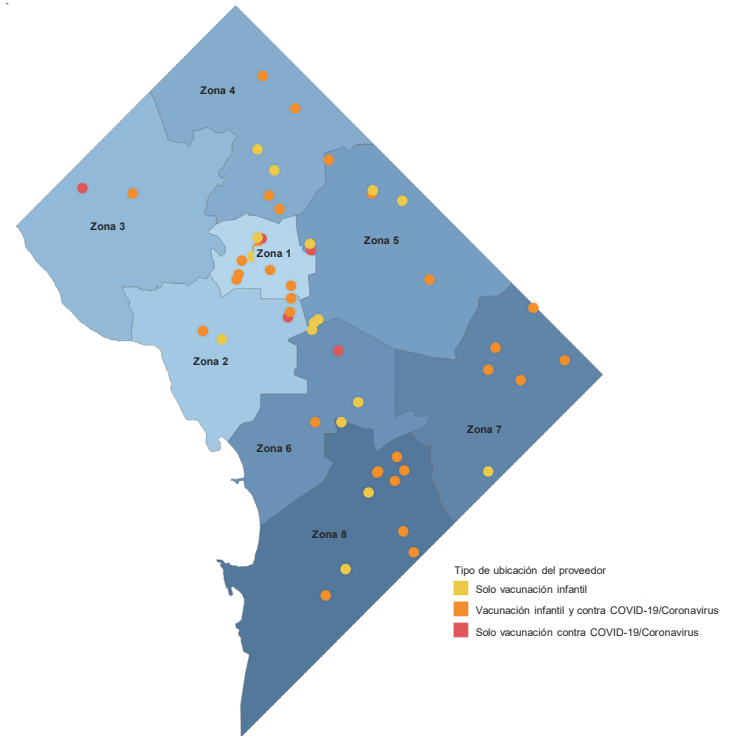 Zona 4
Zona 3
Zona 5
Zona 1
Zona 2
Zona 7
Zona 6
Zona 8
Tipo de ubicación del proveedor
Solo vacunación infantil
Vacunación infantil y contra COVID-19/Coronavirus
Solo vacunación contra COVID-19/Coronavirus